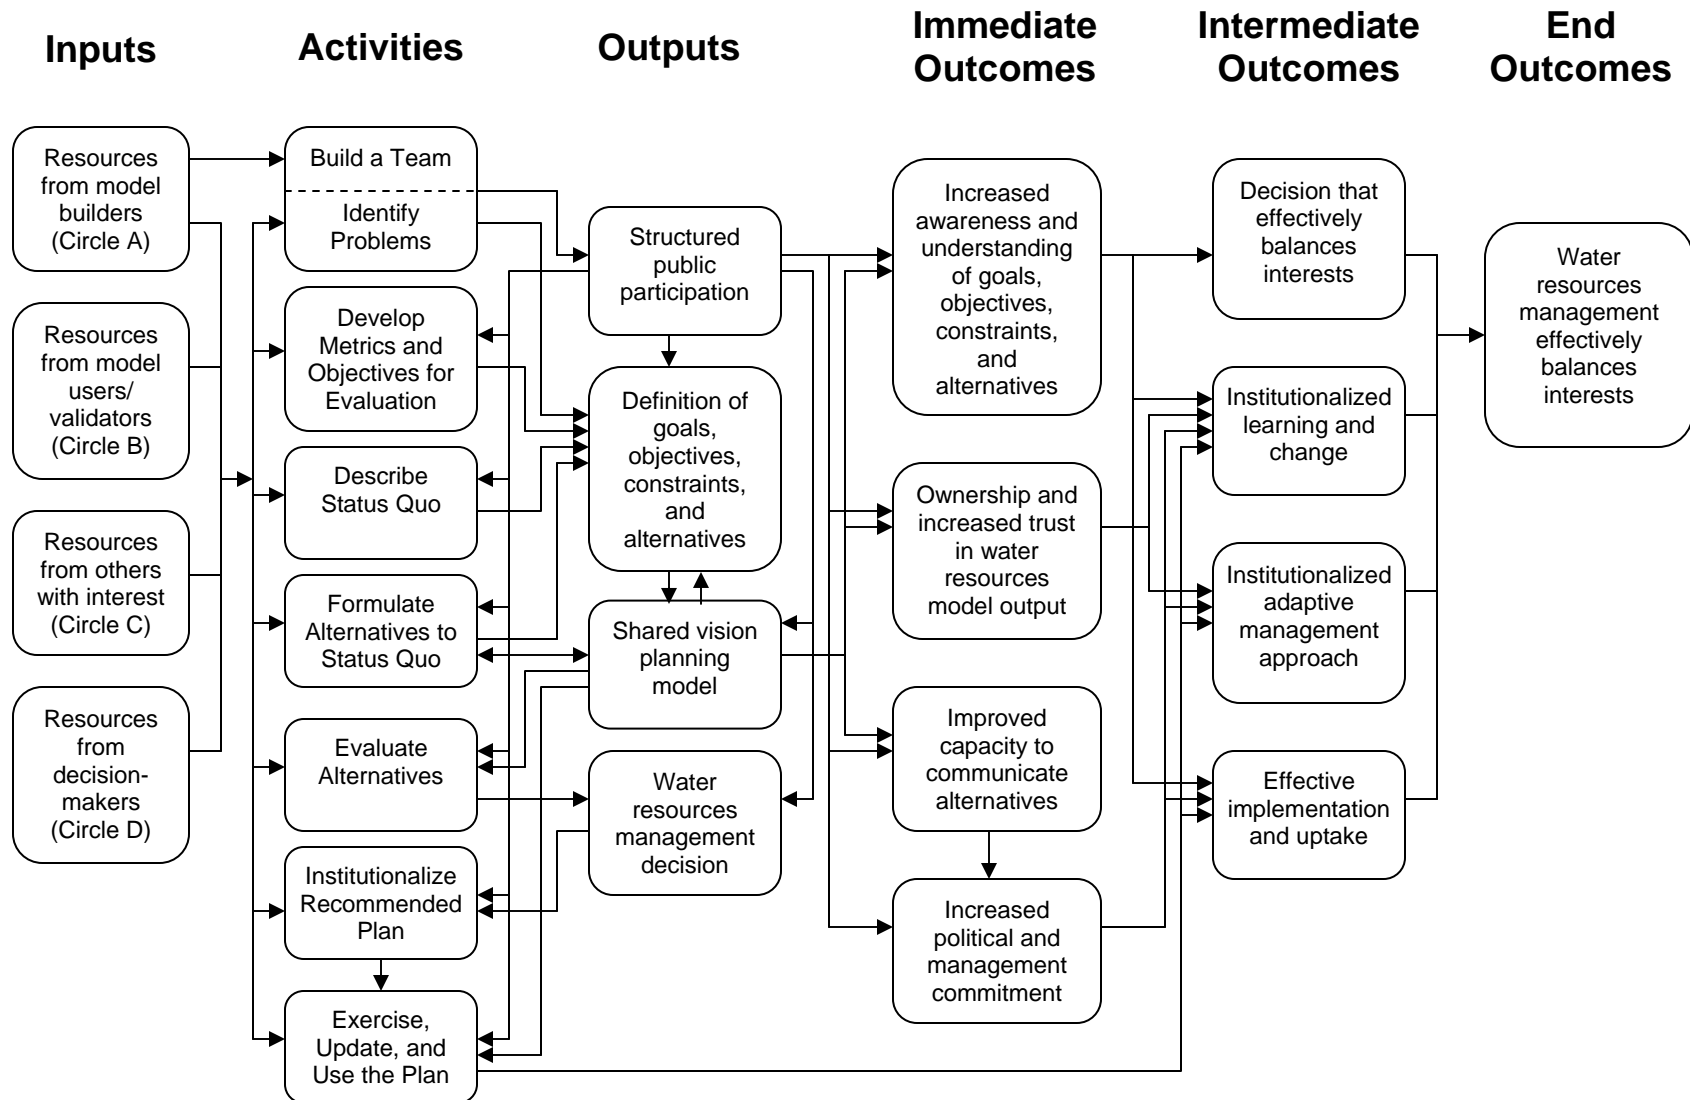 Inputs
Activities
Outputs
Immediate
Outcomes
Intermediate
Outcomes
End
Outcomes
Resources
from model
builders
(Circle A)
Resources
from model
users/
validators
(Circle B)
Resources
from others
with interest
(Circle C)
Resources
from
decision-
makers
(Circle D)
Build a Team
Identify
Problems
Develop
Metrics and
Objectives for
Evaluation
Describe
Status Quo
Formulate
Alternatives to
Status Quo
Evaluate
Alternatives
Institutionalize
Recommended
Plan
Exercise,
Update, and
Use the Plan
Structured
public
participation
Definition of
goals,
objectives,
constraints,
and
alternatives
Shared vision
planning
model
Water
resources
management
decision
Increased
awareness and
understanding
of goals,
objectives,
constraints,
and
alternatives
Ownership and
increased trust
in water
resources
model output
Improved
capacity to
communicate
alternatives
Increased
political and
management
commitment
Decision that
effectively
balances
interests
Institutionalized
learning and
change
Institutionalized
adaptive
management
approach
Effective
implementation
and uptake
Water
resources
management
effectively
balances
interests